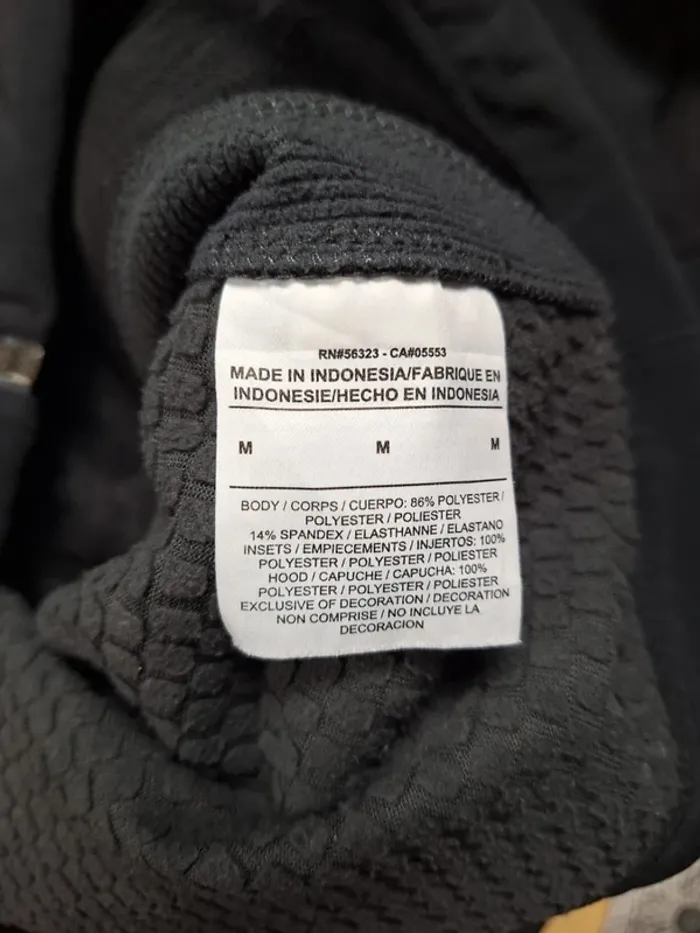 RN#56323 - CA#05553
MADE IN INDONESIA/FABRIQUE EN
INDONESIE/HECHO EN INDONESIA
M M M
BODY / CORPS / CUERPO: 86% POLYESTER /
POLYESTER / POLIESTER
14% SPANDEX / ELASTHANNE / ELASTANO
INSETS / EMPIECEMENTS / INJERTOS: 100%
POLYESTER / POLYESTER / POLIESTER
HOOD / CAPUCHE / CAPUCHA: 100%
POLYESTER / POLYESTER / POLIESTER
EXCLUSIVE OF DECORATION / DECORATION
NON COMPRISE / NO INCLUYE LA
DECORACION